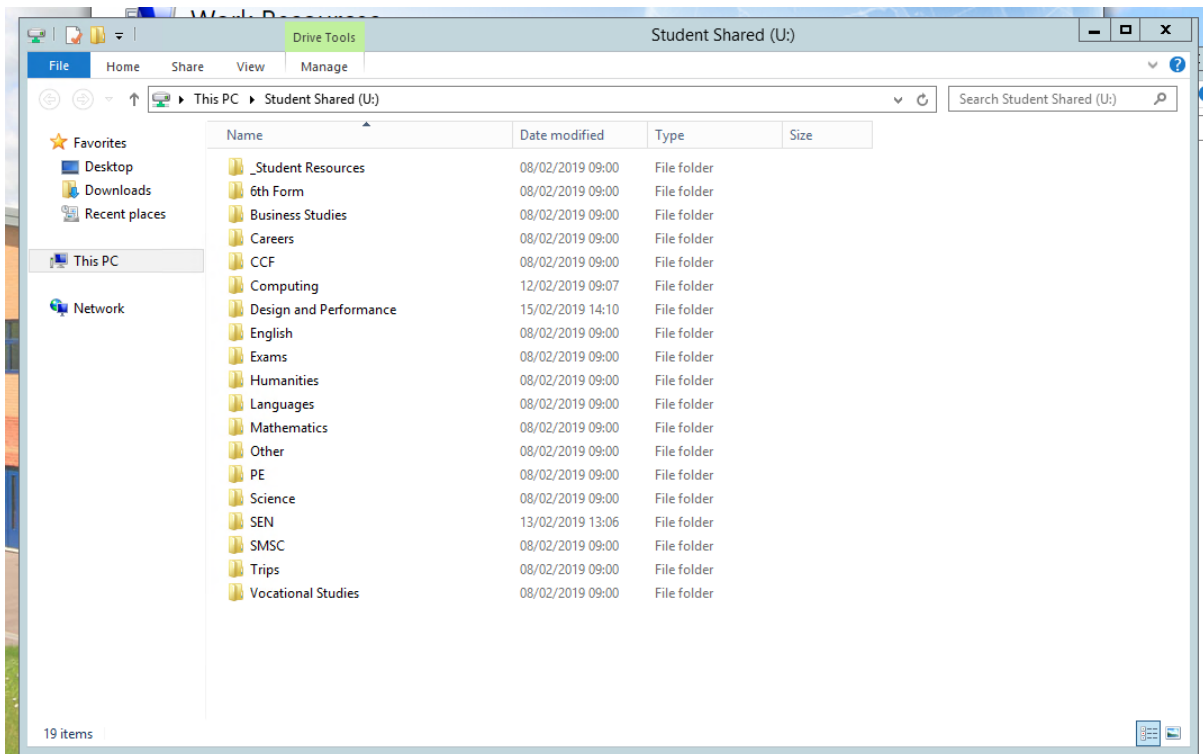 Work Resources
Drive Tools
Student Shared (U:)
File Home Share View Manage
This PC Student Shared (U:)
Search Student Shared (U:)
Favorites
Desktop
Downloads
Recent places
This PC
Network
Name Date modified Type Size
_Student Resources 08/02/2019 09:00 File folder
6th Form 08/02/2019 09:00 File folder
Business Studies 08/02/2019 09:00 File folder
Careers 08/02/2019 09:00 File folder
CCF 08/02/2019 09:00 File folder
Computing 12/02/2019 09:07 File folder
Design and Performance 15/02/2019 14:10 File folder
English 08/02/2019 09:00 File folder
Exams 08/02/2019 09:00 File folder
Humanities 08/02/2019 09:00 File folder
Languages 08/02/2019 09:00 File folder
Mathematics 08/02/2019 09:00 File folder
Other 08/02/2019 09:00 File folder
PE 08/02/2019 09:00 File folder
Science 08/02/2019 09:00 File folder
SEN 13/02/2019 13:06 File folder
SMSC 08/02/2019 09:00 File folder
Trips 08/02/2019 09:00 File folder
Vocational Studies 08/02/2019 09:00 File folder
19 items